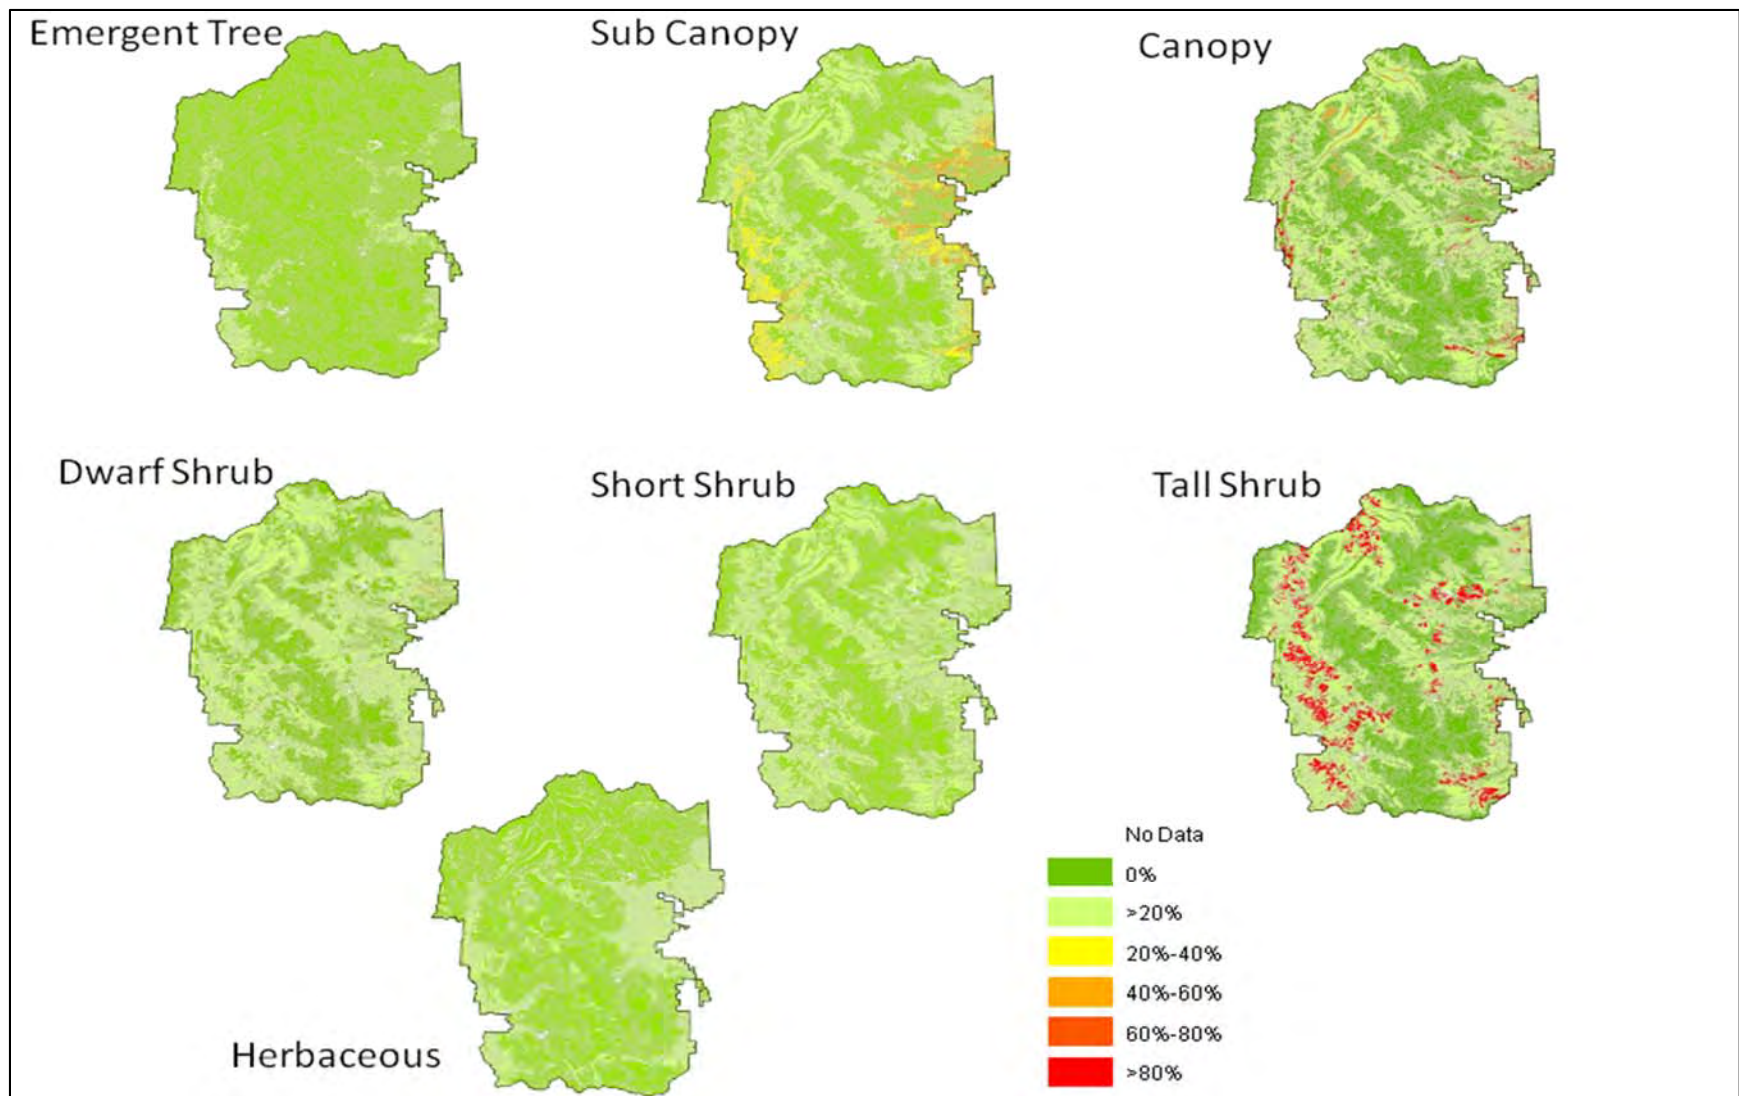 Emergent Tree
Sub Canopy
Canopy
Dwarf Shrub
Short Shrub
Tall Shrub
Herbaceous
No Data
0%
>20%
20%-40%
40%-60%
60%-80%
>80%